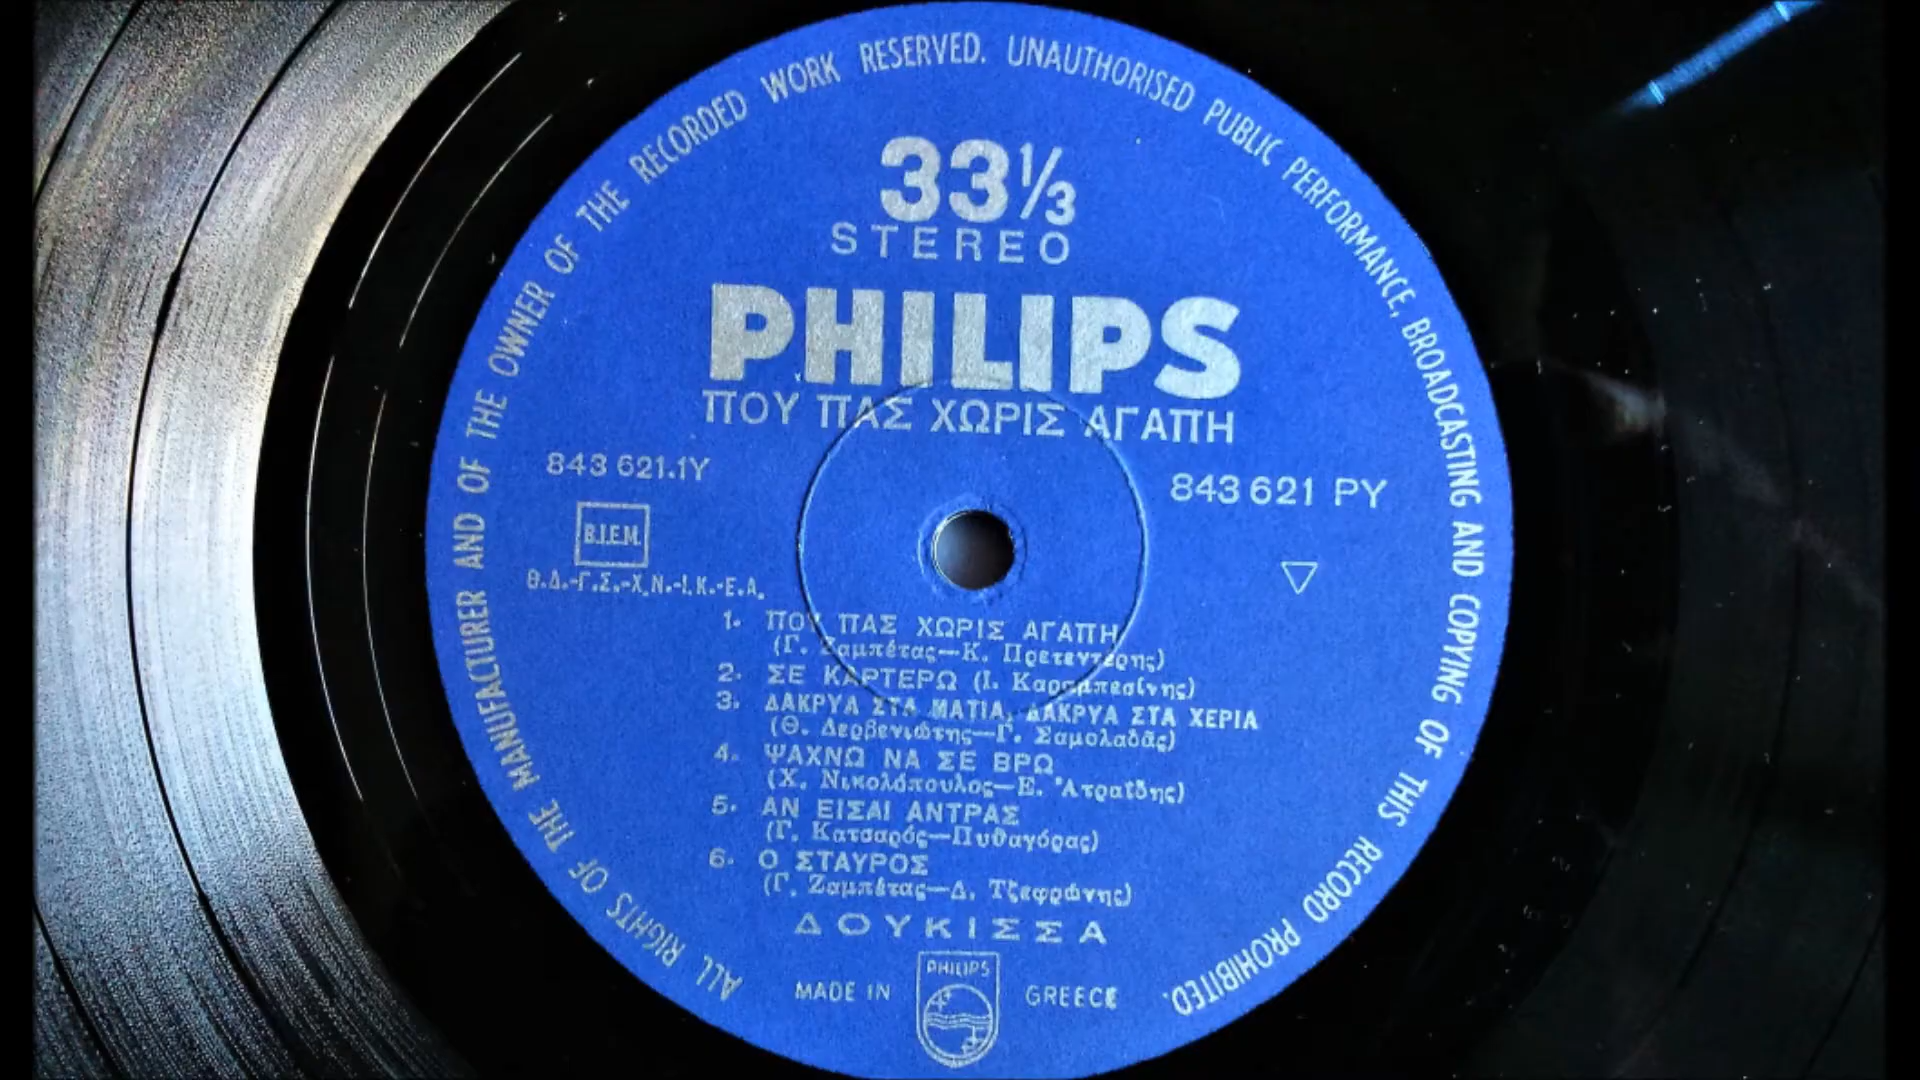 ALL RIGHTS OF THE MANUFACTURER AND OF THE OWNER OF THE RECORDED WORK RESERVED. UNAUTHORISED PUBLIC PERFORMANCE, BROADCASTING AND COPYING OF THIS RECORD PROHIBITED.
33⅓
STEREO
PHILIPS
ΠΟΥ ΠΑΣ ΧΩΡΙΣ ΑΓΑΠΗ
843 621.1Y
843 621 PY
B.I.E.M.
Θ.Δ.-Γ.Σ.-Χ.Ν.-Ι.Κ.-Ε.Α.
1. ΠΟΥ ΠΑΣ ΧΩΡΙΣ ΑΓΑΠΗ
(Γ. Ζαμπέτας—Κ. Πρετεντέρης)
2. ΣΕ ΚΑΡΤΕΡΩ (Ι. Καραμπεσίνης)
3. ΔΑΚΡΥΑ ΣΤΑ ΜΑΤΙΑ, ΔΑΚΡΥΑ ΣΤΑ ΧΕΡΙΑ
(Θ. Δερβενιώτης—Γ. Σαμολαδᾶς)
4. ΨΑΧΝΩ ΝΑ ΣΕ ΒΡΩ
(Χ. Νικολόπουλος—Ε. Ἀτραΐδης)
5. ΑΝ ΕΙΣΑΙ ΑΝΤΡΑΣ
(Γ. Κατσαρός—Πυθαγόρας)
6. Ο ΣΤΑΥΡΟΣ
(Γ. Ζαμπέτας—Δ. Τζεφρώνης)
ΔΟΥΚΙΣΣΑ
MADE IN PHILIPS GREECE